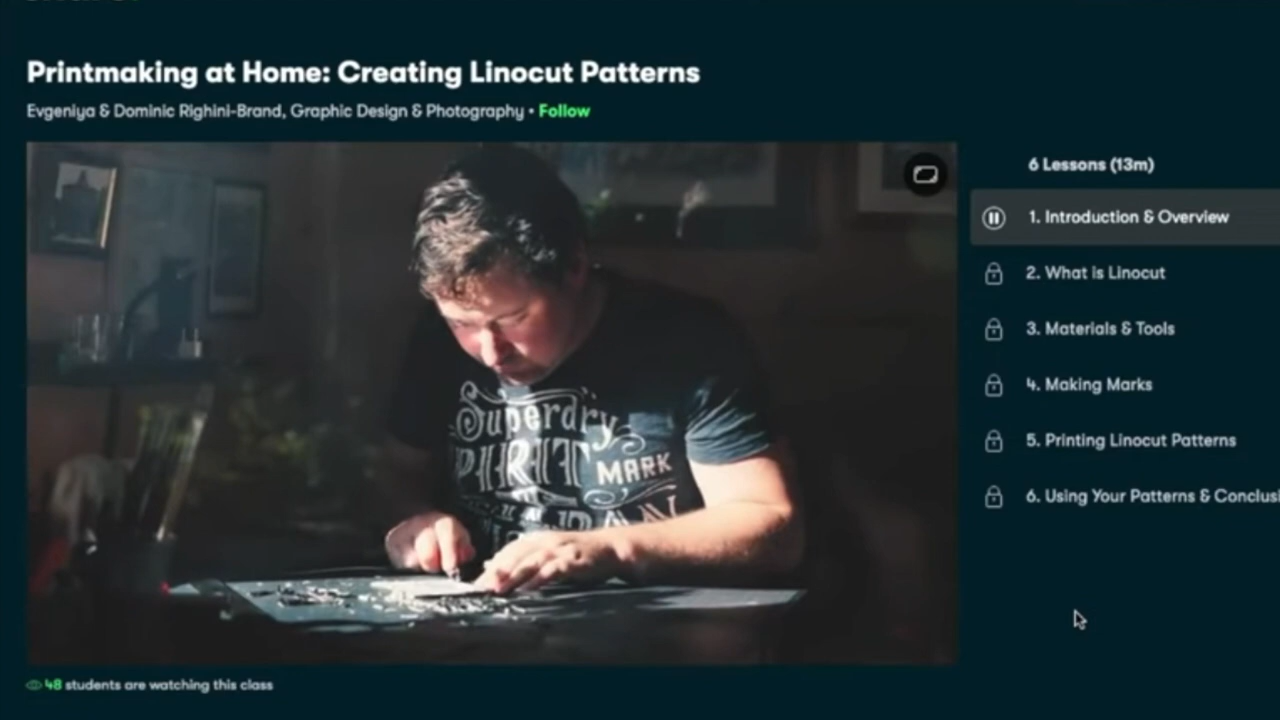 Printmaking at Home: Creating Linocut Patterns
Evgeniya & Dominic Righini-Brand, Graphic Design & Photography • Follow
6 Lessons (13m)
1. Introduction & Overview
2. What is Linocut
3. Materials & Tools
4. Making Marks
5. Printing Linocut Patterns
6. Using Your Patterns & Conclusi
Superdry
PIRIT MARK
48 students are watching this class